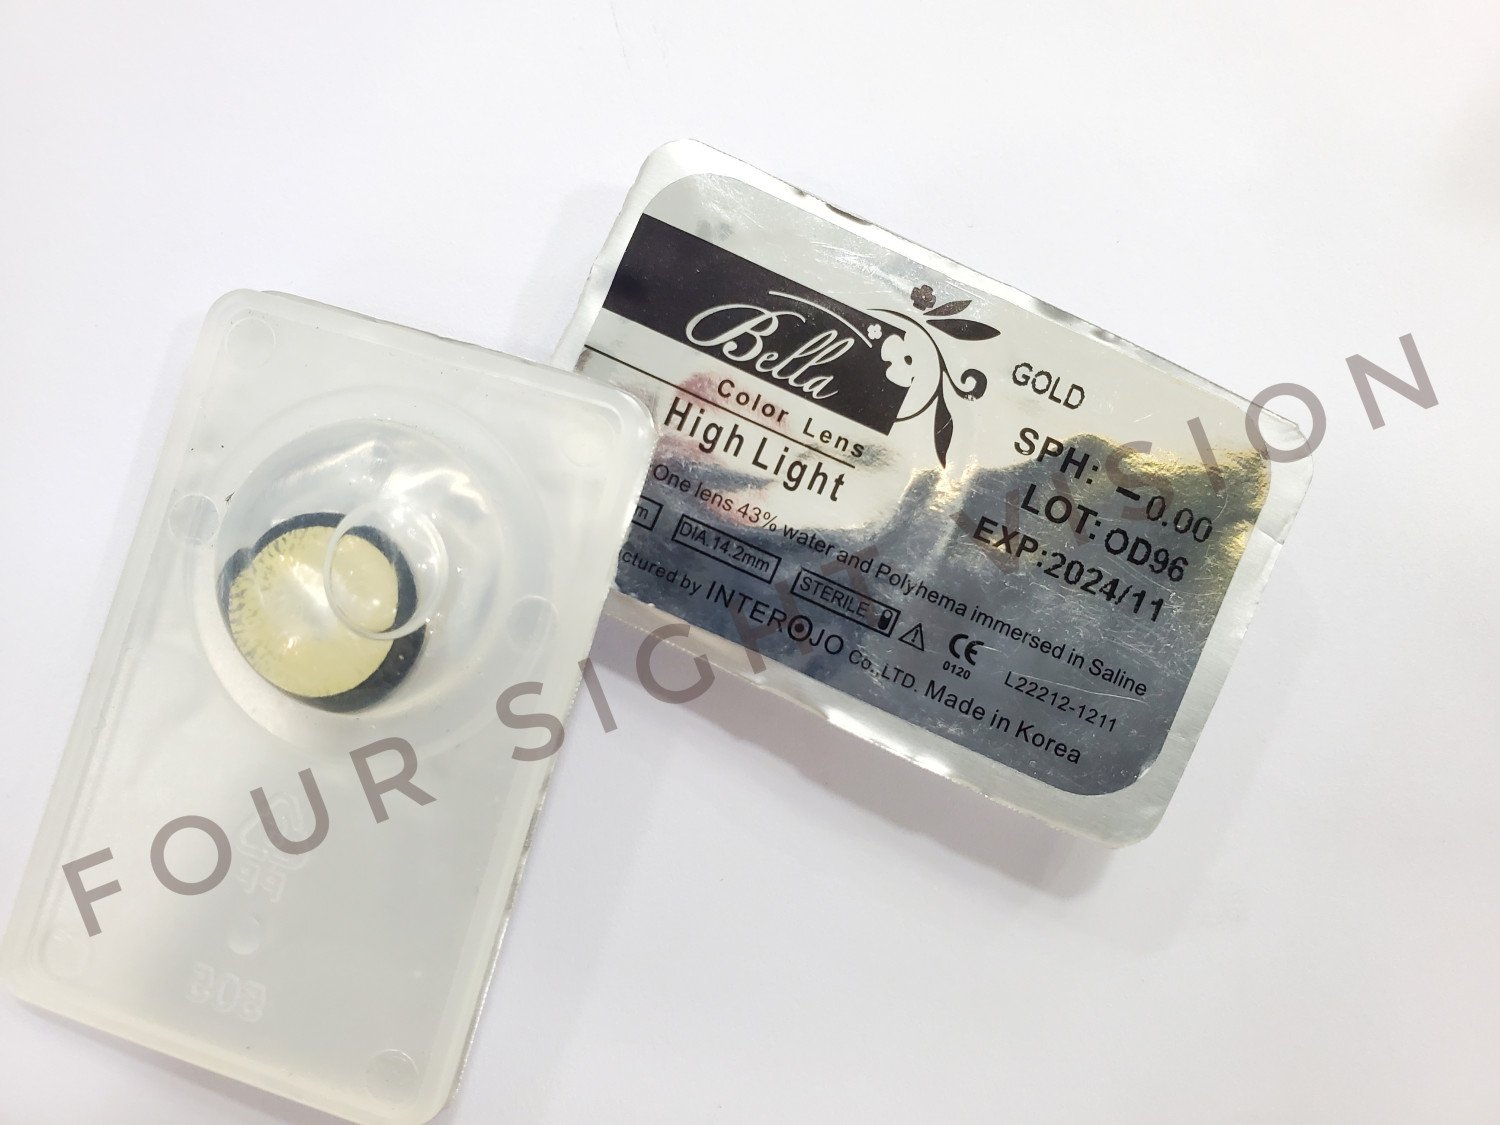 Bella
Color Lens
High Light
GOLD
SPH: -0.00
LOT: OD96
EXP:2024/11
One lens 43% water and Polyhema immersed in Saline
DIA.14.2mm STERILE
CE 0120 L22212-1211
by INTEROJO Co.,LTD. Made in Korea
FOUR SIGHT VISION
PP